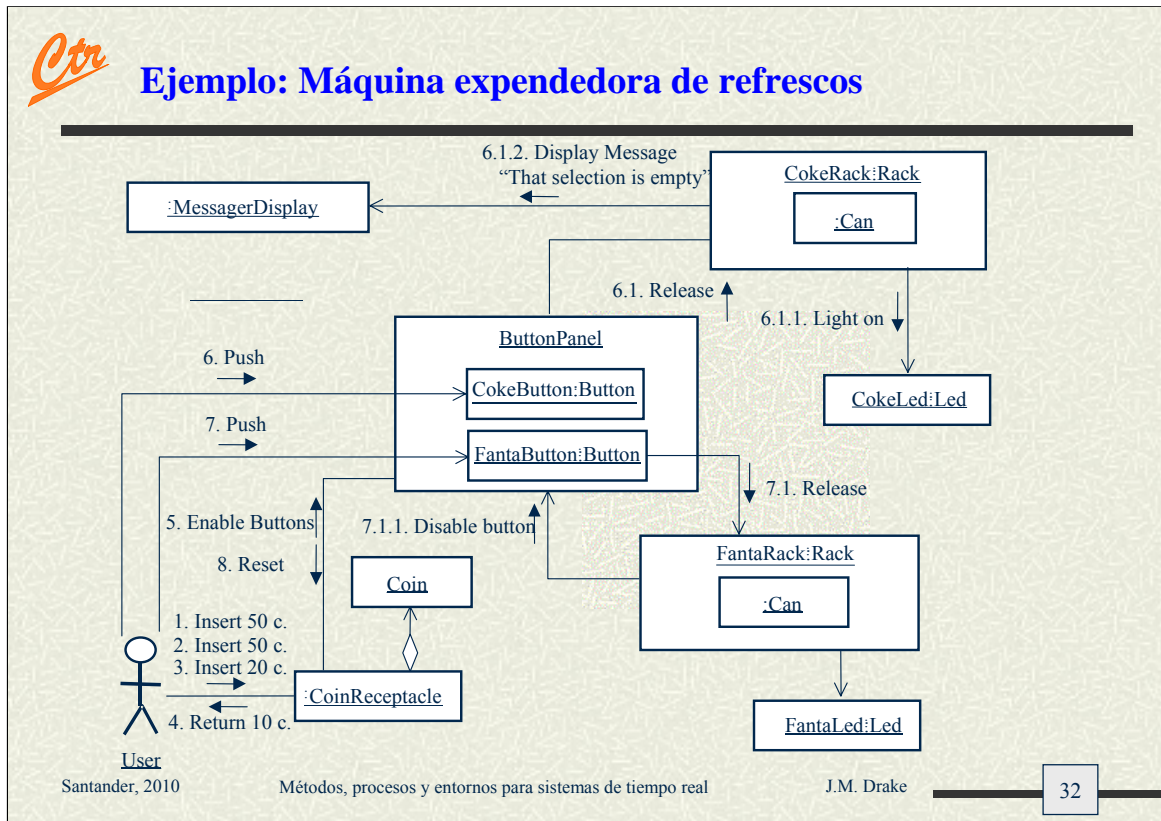 Ctr
Ejemplo: Máquina expendedora de refrescos
6.1.2. Display Message
“That selection is empty”
CokeRack:Rack
:Can
:MessagerDisplay
6.1. Release
6.1.1. Light on
ButtonPanel
6. Push
CokeButton:Button
CokeLed:Led
7. Push
FantaButton:Button
7.1. Release
5. Enable Buttons
7.1.1. Disable button
8. Reset
FantaRack:Rack
Coin
:Can
1. Insert 50 c.
2. Insert 50 c.
3. Insert 20 c.
:CoinReceptacle
4. Return 10 c.
FantaLed:Led
User
Santander, 2010
Métodos, procesos y entornos para sistemas de tiempo real
J.M. Drake
32